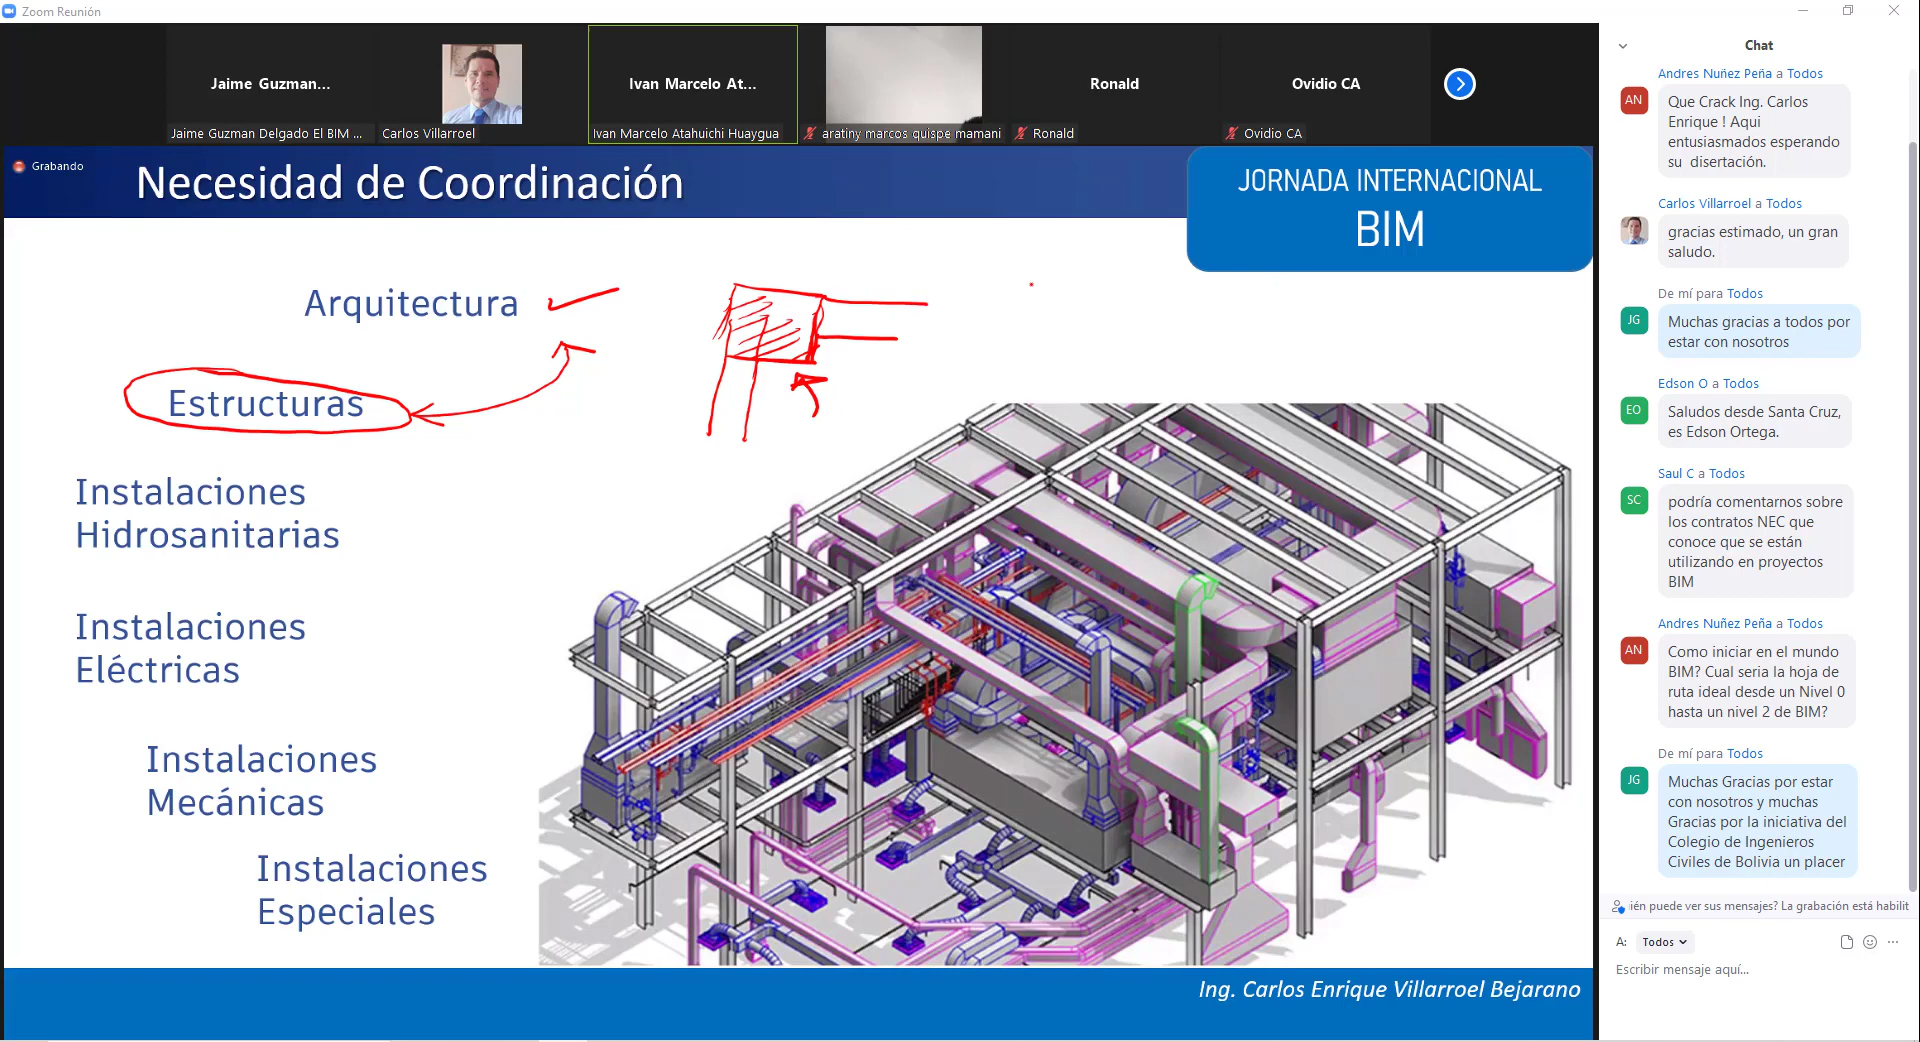 Zoom Reunión
Jaime Guzman...
Ivan Marcelo At...
Ronald
Ovidio CA
Jaime Guzman Delgado El BIM ...
Carlos Villarroel
Ivan Marcelo Atahuichi Huaygua
aratiny marcos quispe mamani
Ronald
Ovidio CA
Grabando
Necesidad de Coordinación
JORNADA INTERNACIONAL
BIM
Arquitectura
Estructuras
Instalaciones
Hidrosanitarias
Instalaciones
Eléctricas
Instalaciones
Mecánicas
Instalaciones
Especiales
Ing. Carlos Enrique Villarroel Bejarano
Chat
Andres Nuñez Peña a Todos
AN
Que Crack Ing. Carlos
Enrique ! Aqui
entusiasmados esperando
su disertación.
Carlos Villarroel a Todos
gracias estimado, un gran
saludo.
De mí para Todos
JG
Muchas gracias a todos por
estar con nosotros
Edson O a Todos
EO
Saludos desde Santa Cruz,
es Edson Ortega.
Saul C a Todos
SC
podría comentarnos sobre
los contratos NEC que
conoce que se están
utilizando en proyectos
BIM
Andres Nuñez Peña a Todos
AN
Como iniciar en el mundo
BIM? Cual seria la hoja de
ruta ideal desde un Nivel 0
hasta un nivel 2 de BIM?
De mí para Todos
JG
Muchas Gracias por estar
con nosotros y muchas
Gracias por la iniciativa del
Colegio de Ingenieros
Civiles de Bolivia un placer
ién puede ver sus mensajes? La grabación está habilit
A: Todos
Escribir mensaje aquí...